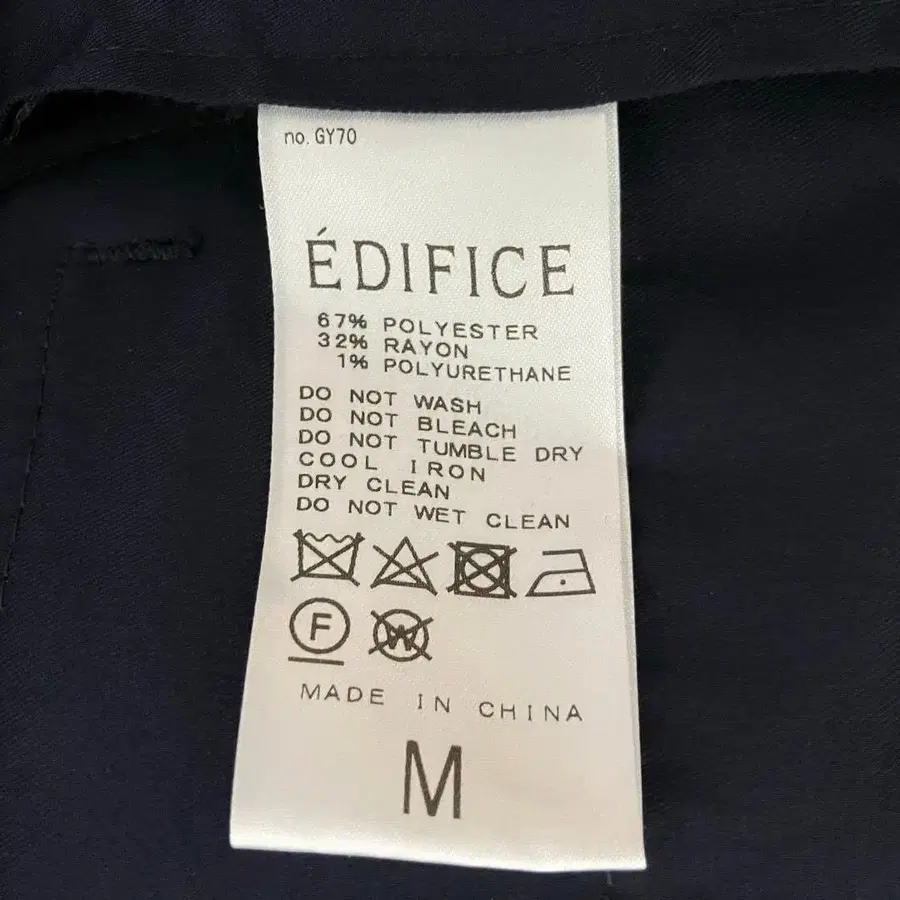 no. GY70
ÉDIFICE
67% POLYESTER
32% RAYON
1% POLYURETHANE
DO NOT WASH
DO NOT BLEACH
DO NOT TUMBLE DRY
COOL IRON
DRY CLEAN
DO NOT WET CLEAN
F W
MADE IN CHINA
M